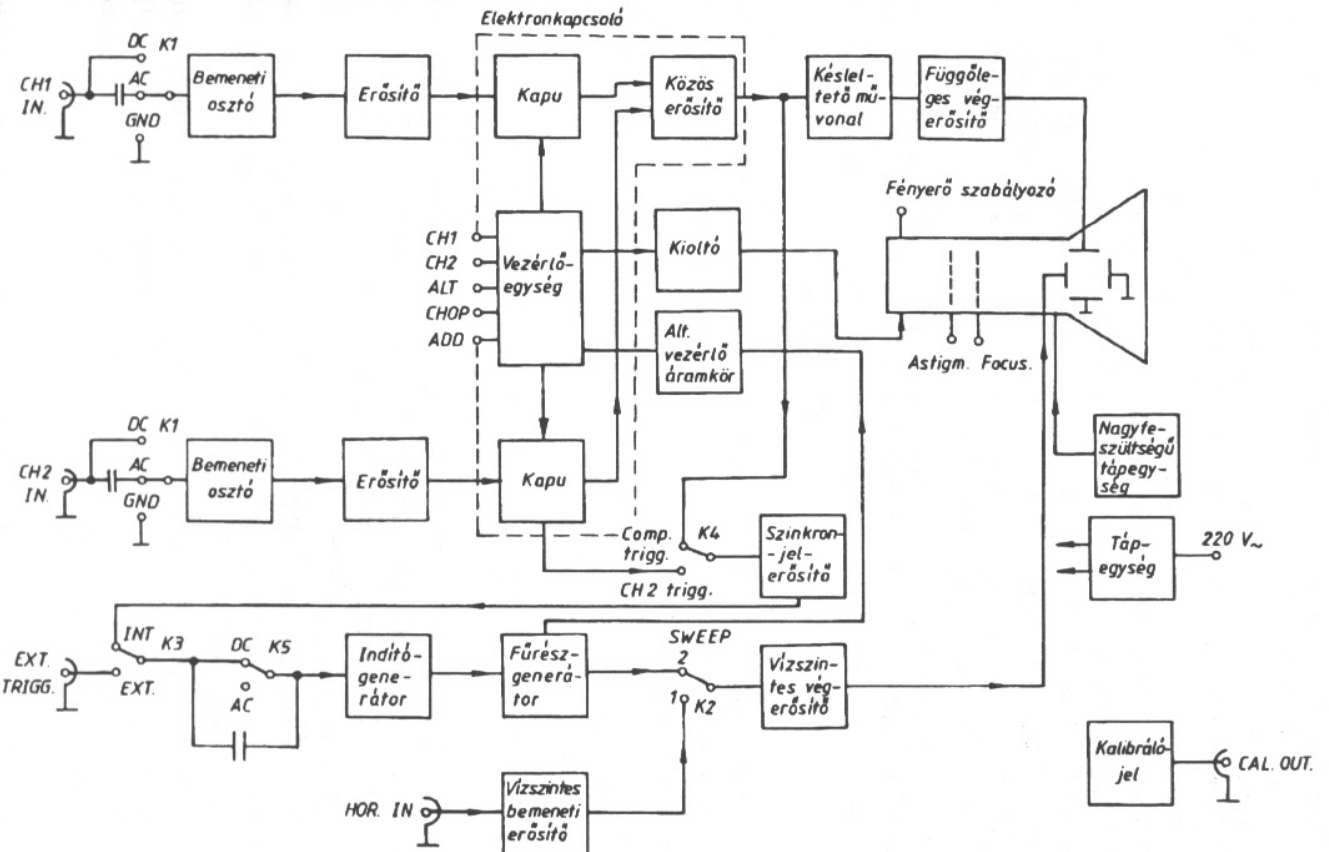 Elektronkapcsoló
DC K1
CH1
IN.
AC
GND
Bemeneti
osztó
Erősítő
Kapu
Közös
erősítő
Késlel-
tető mű-
vonal
Függőle-
ges vég-
erősítő
Fényerő szabályozó
CH1
CH2
ALT
CHOP
ADD
Vezérlő-
egység
Kioltó
Alt.
vezérlő
áramkör
Astigm. Focus.
DC K1
CH2
IN.
AC
GND
Bemeneti
osztó
Erősítő
Kapu
Nagyfe-
szültségű
tápegy-
ség
Comp.
trigg.
K4
CH2 trigg.
Szinkron-
-jel-
erősítő
Táp-
egység
220 V~
EXT.
TRIGG.
INT
K3
EXT.
DC K5
AC
Indító-
gene-
rátor
Fűrész-
generá-
tor
SWEEP
2
1
K2
Vízszin-
tes vég-
erősítő
Kalibráló-
jel
CAL. OUT.
HOR. IN
Vízszintes
bemeneti
erősítő